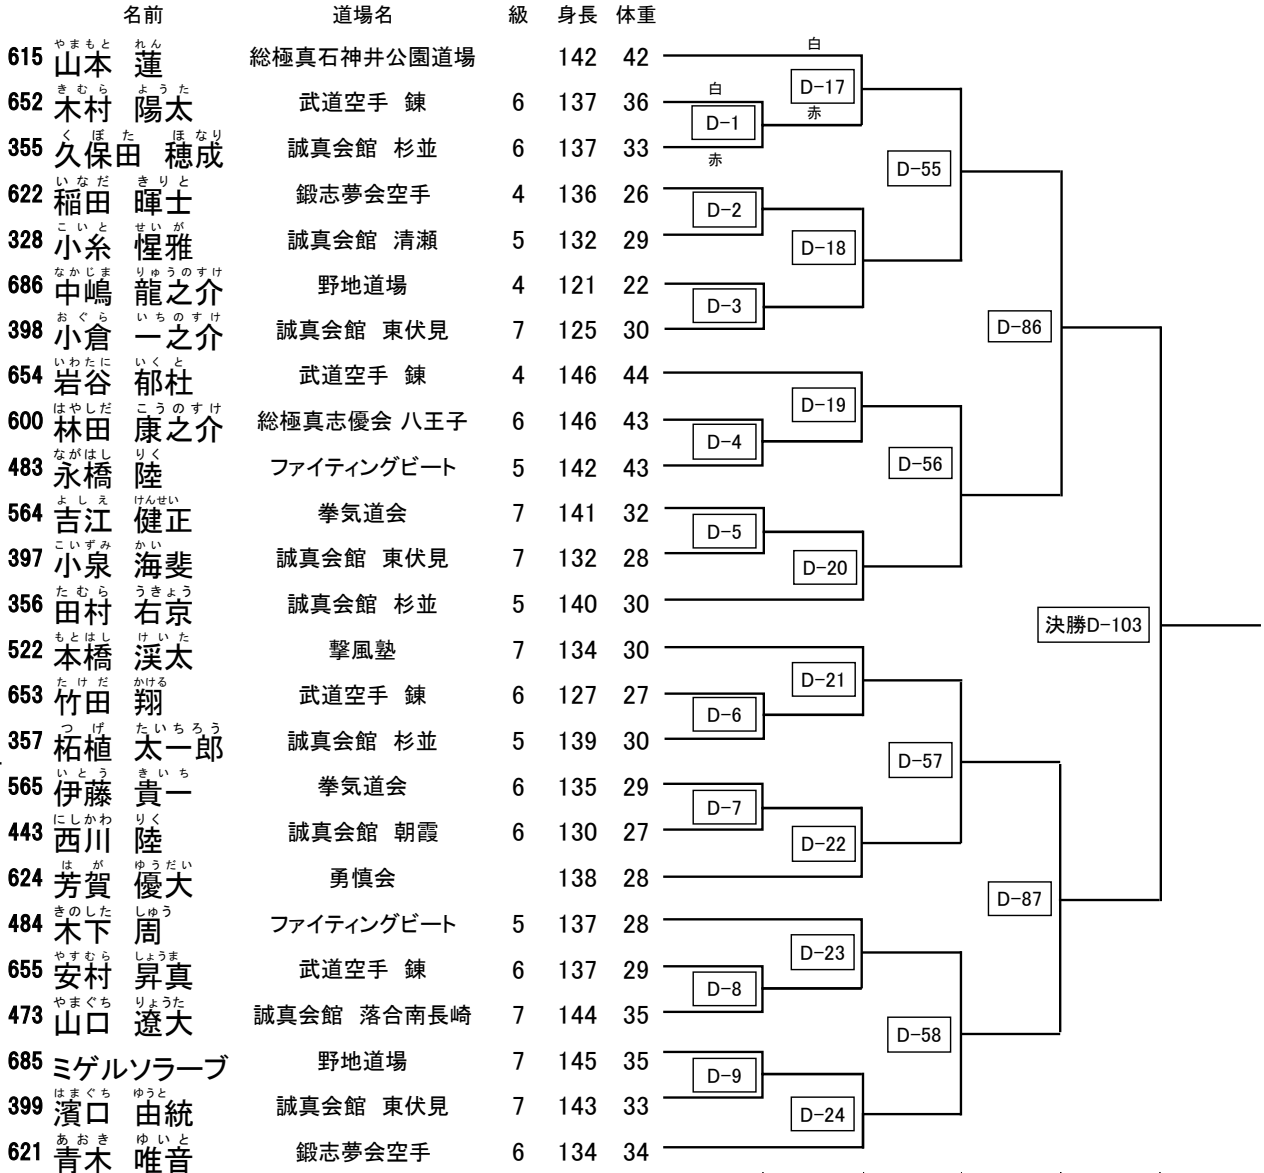 名前 道場名 級 身長 体重
やまもと れん
615 山本 蓮 総極真石神井公園道場 142 42
白
D-17
きむら ようた
652 木村 陽太 武道空手 錬 6 137 36
白
D-1
赤
くぼた ほなり
355 久保田 穂成 誠真会館 杉並 6 137 33
赤
D-55
いなだ きりと
622 稲田 暉士 鍛志夢会空手 4 136 26
D-2
こいと せいが
328 小糸 惺雅 誠真会館 清瀬 5 132 29
D-18
なかじま りゅうのすけ
686 中嶋 龍之介 野地道場 4 121 22
D-3
おぐら いちのすけ
398 小倉 一之介 誠真会館 東伏見 7 125 30
D-86
いわたに いくと
654 岩谷 郁杜 武道空手 錬 4 146 44
D-19
はやしだ こうのすけ
600 林田 康之介 総極真志優会 八王子 6 146 43
D-4
ながはし りく
483 永橋 陸 ファイティングビート 5 142 43
D-56
よしえ けんせい
564 吉江 健正 拳気道会 7 141 32
D-5
こいずみ かい
397 小泉 海斐 誠真会館 東伏見 7 132 28
D-20
たむら うきょう
356 田村 右京 誠真会館 杉並 5 140 30
決勝D-103
もとはし けいた
522 本橋 渓太 撃風塾 7 134 30
D-21
たけだ かける
653 竹田 翔 武道空手 錬 6 127 27
D-6
つげ たいちろう
357 柘植 太一郎 誠真会館 杉並 5 139 30
D-57
いとう きいち
565 伊藤 貴一 拳気道会 6 135 29
D-7
にしかわ りく
443 西川 陸 誠真会館 朝霞 6 130 27
D-22
はが ゆうだい
624 芳賀 優大 勇慎会 138 28
D-87
きのした しゅう
484 木下 周 ファイティングビート 5 137 28
D-23
やすむら しょうま
655 安村 昇真 武道空手 錬 6 137 29
D-8
やまぐち りょうた
473 山口 遼大 誠真会館 落合南長崎 7 144 35
D-58
685 ミゲルソラーブ 野地道場 7 145 35
D-9
はまぐち ゆうと
399 濱口 由統 誠真会館 東伏見 7 143 33
D-24
あおき ゆいと
621 青木 唯音 鍛志夢会空手 6 134 34